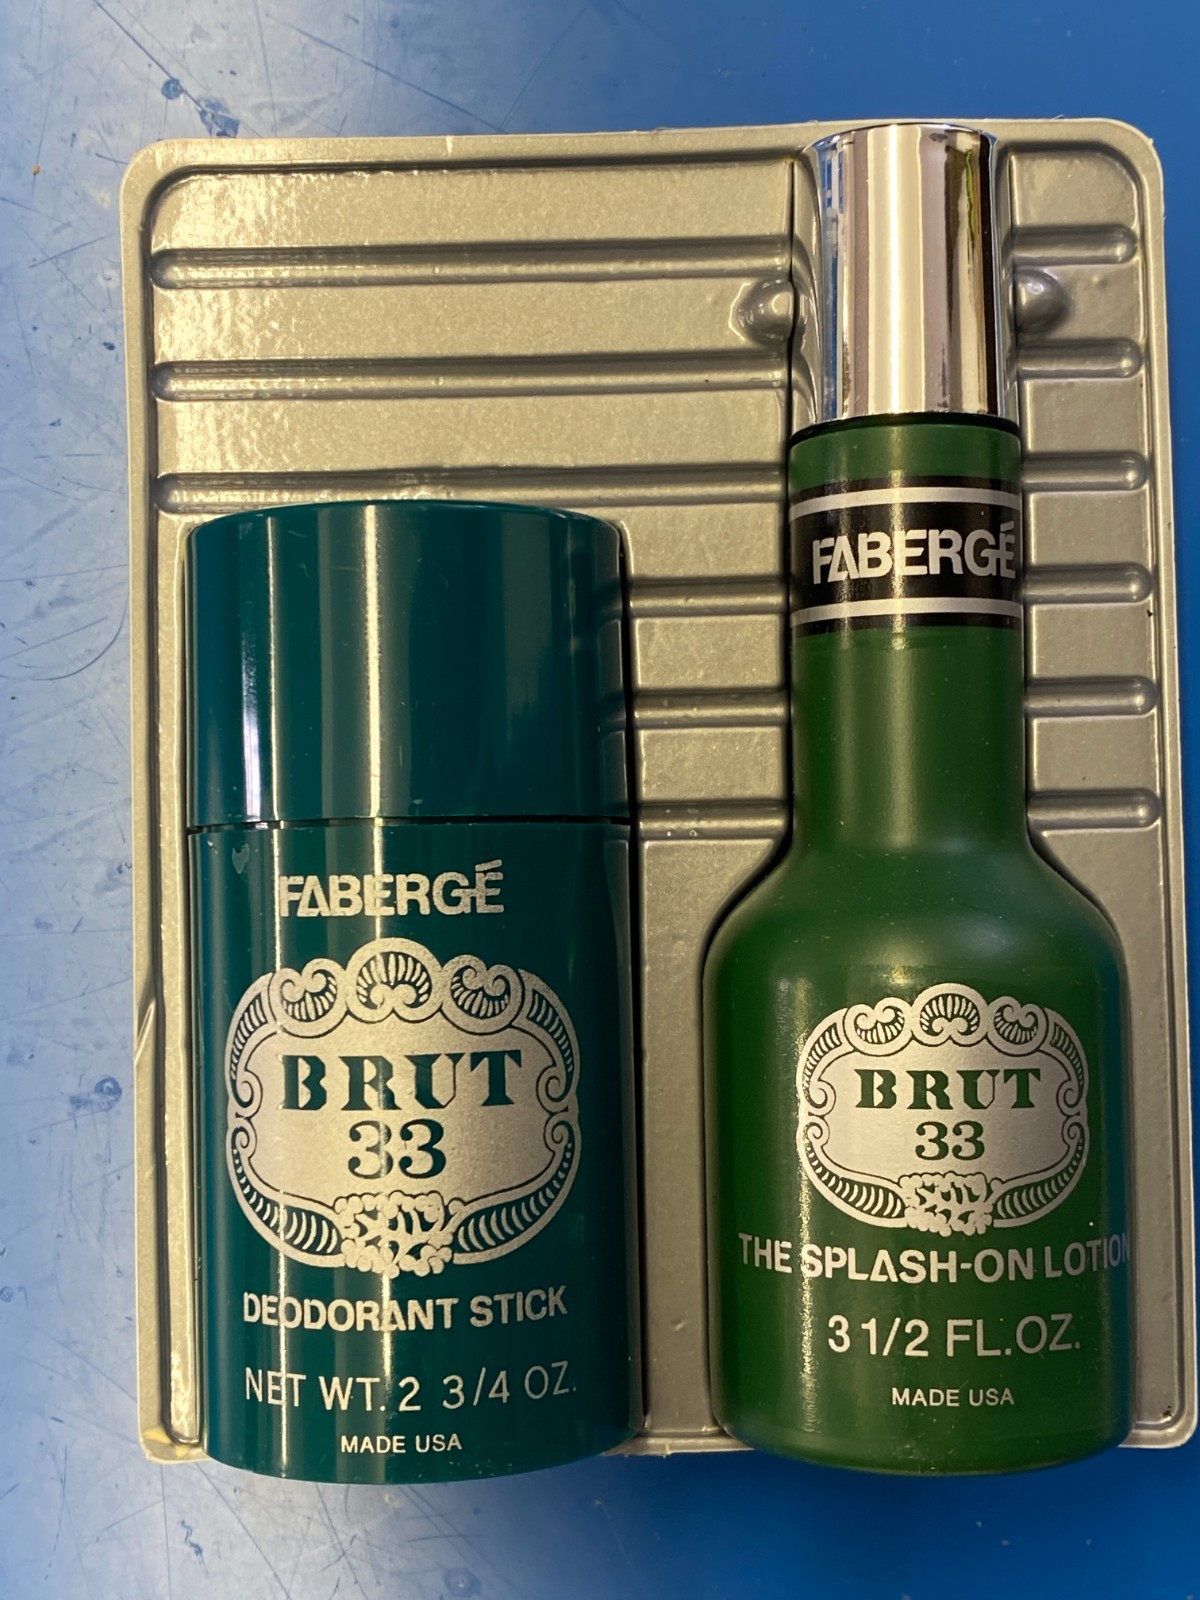 FABERGÉ
BRUT
33
DEODORANT STICK
NET WT. 2 3/4 OZ.
MADE USA
FABERGÉ
BRUT
33
THE SPLASH-ON LOTION
3 1/2 FL.OZ.
MADE USA